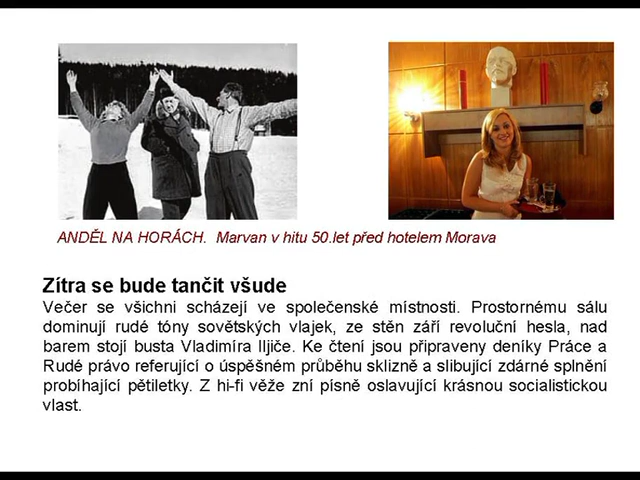 ANDĚL NA HORÁCH. Marvan v hitu 50.let před hotelem Morava
Zítra se bude tančit všude
Večer se všichni scházejí ve společenské místnosti. Prostornému sálu
dominují rudé tóny sovětských vlajek, ze stěn září revoluční hesla, nad
barem stojí busta Vladimíra Iljiče. Ke čtení jsou připraveny deníky Práce a
Rudé právo referující o úspěšném průběhu sklizně a slibující zdárné splnění
probíhající pětiletky. Z hi-fi věže zní písně oslavující krásnou socialistickou
vlast.